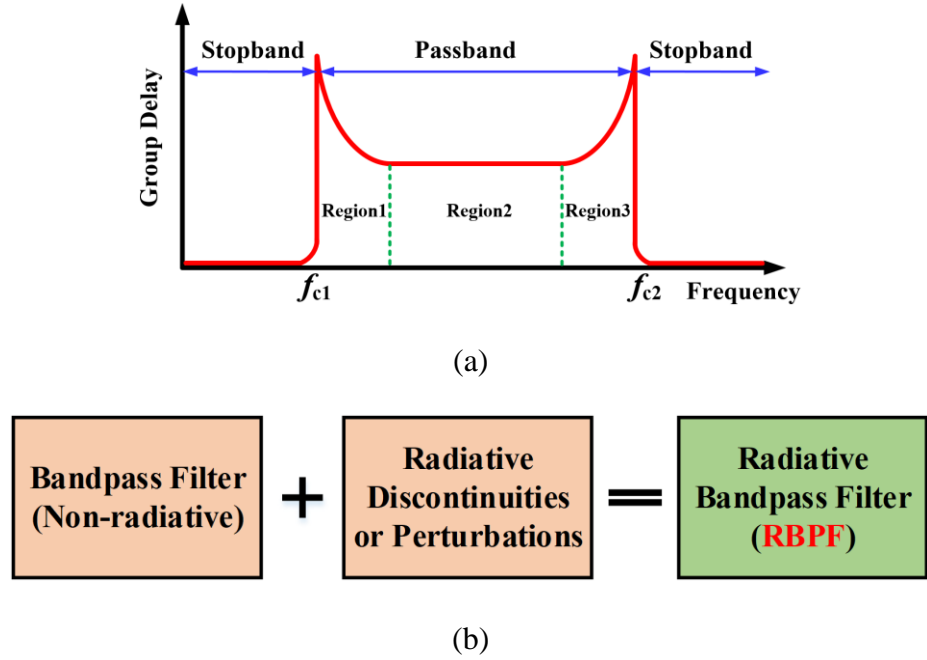 Stopband Passband Stopband
Group Delay
Region1 Region2 Region3
fc1 fc2 Frequency
(a)
Bandpass Filter
(Non-radiative)
+
Radiative
Discontinuities
or Perturbations
=
Radiative
Bandpass Filter
(RBPF)
(b)